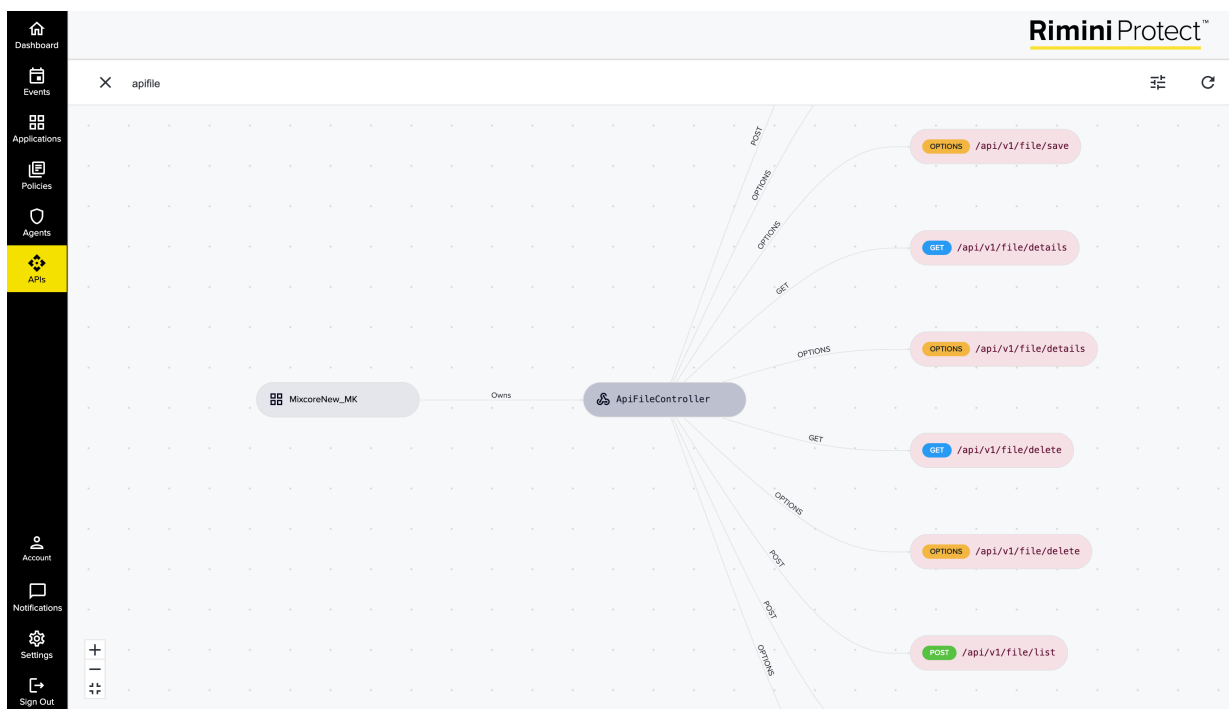 Rimini Protect™
Dashboard
Events
Applications
Policies
Agents
APIs
Account
Notifications
Settings
Sign Out
apifile
MixcoreNew_MK
Owns
ApiFileController
POST
OPTIONS
OPTIONS
GET
OPTIONS
GET
OPTIONS
POST
POST
OPTIONS
OPTIONS /api/v1/file/save
GET /api/v1/file/details
OPTIONS /api/v1/file/details
GET /api/v1/file/delete
OPTIONS /api/v1/file/delete
POST /api/v1/file/list